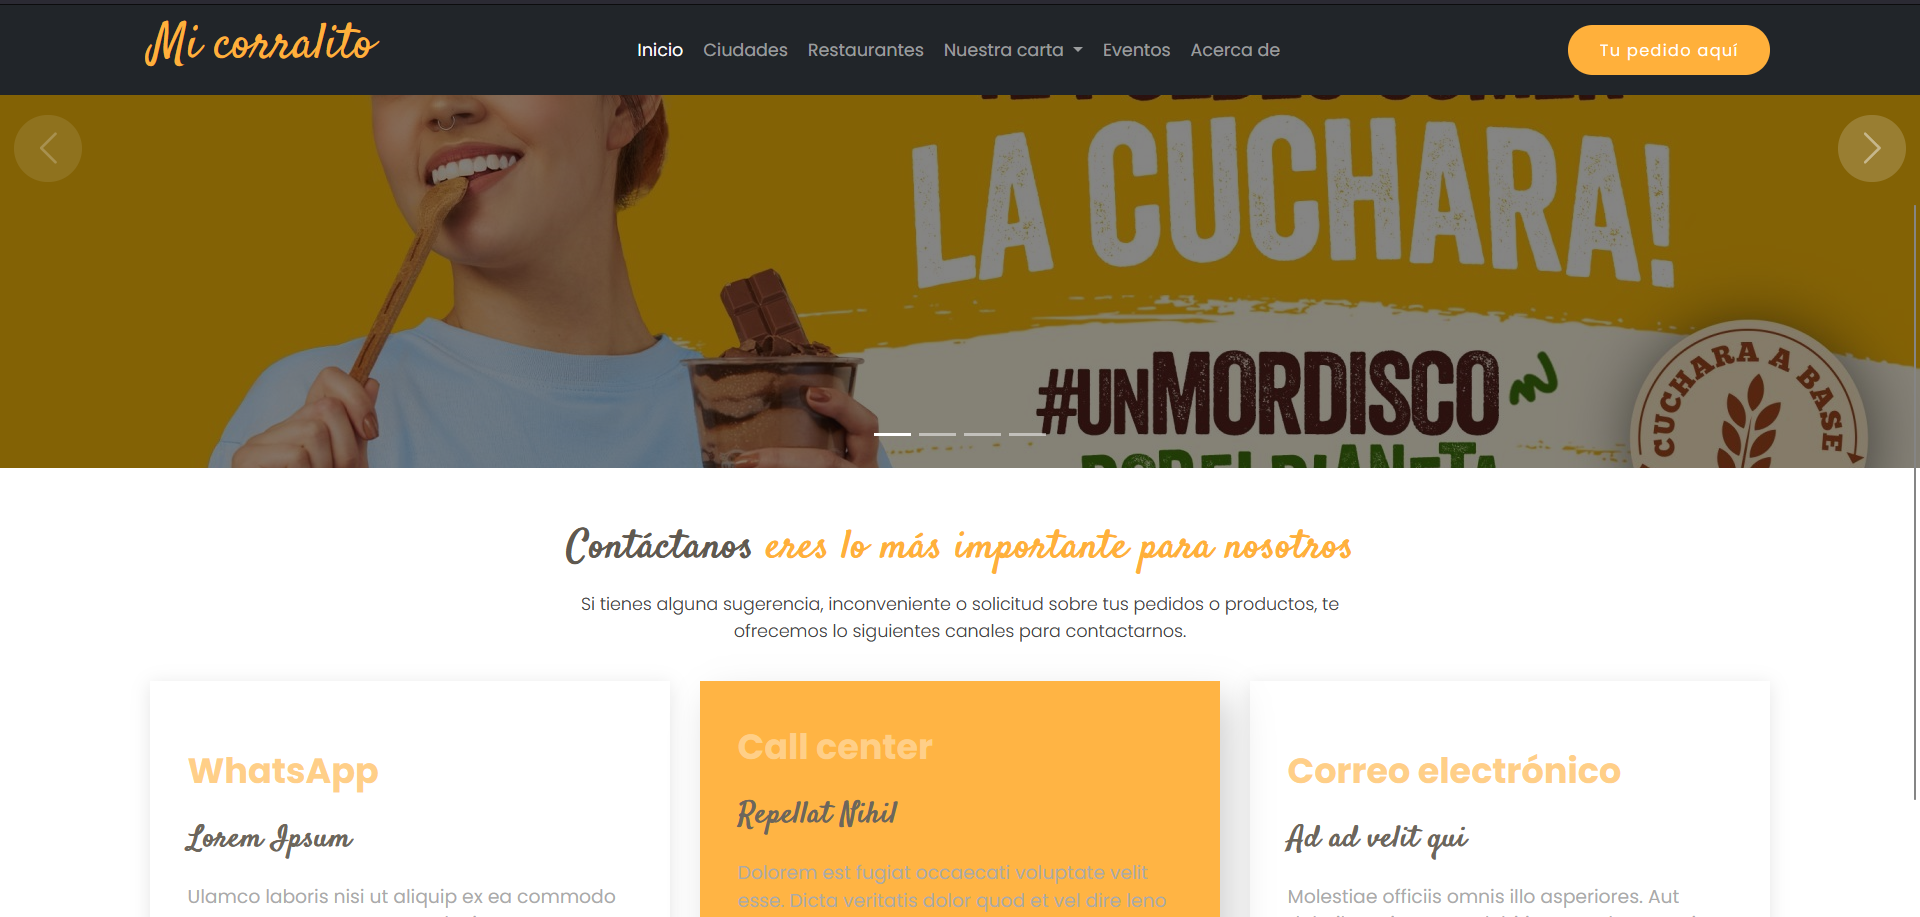 Mi corralito
Inicio Ciudades Restaurantes Nuestra carta Eventos Acerca de
Tu pedido aquí
LA CUCHARA!
#UNMORDISCO
POR EL PLANETA
CUCHARA A BASE
Contáctanos eres lo más importante para nosotros
Si tienes alguna sugerencia, inconveniente o solicitud sobre tus pedidos o productos, te
ofrecemos lo siguientes canales para contactarnos.
WhatsApp
Lorem Ipsum
Ulamco laboris nisi ut aliquip ex ea commodo
Call center
Repellat Nihil
Dolorem est fugiat occaecati voluptate velit
esse. Dicta veritatis dolor quod et vel dire leno
Correo electrónico
Ad ad velit qui
Molestiae officiis omnis illo asperiores. Aut